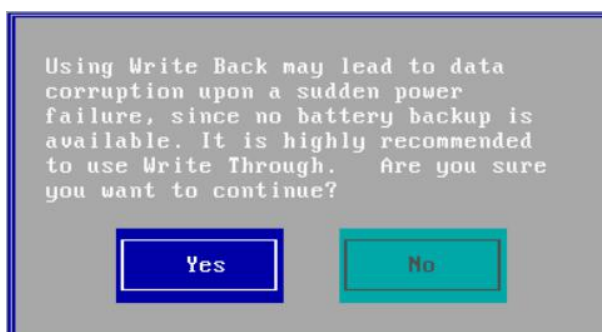 Using Write Back may lead to data
corruption upon a sudden power
failure, since no battery backup is
available. It is highly recommended
to use Write Through.   Are you sure
you want to continue?
Yes No